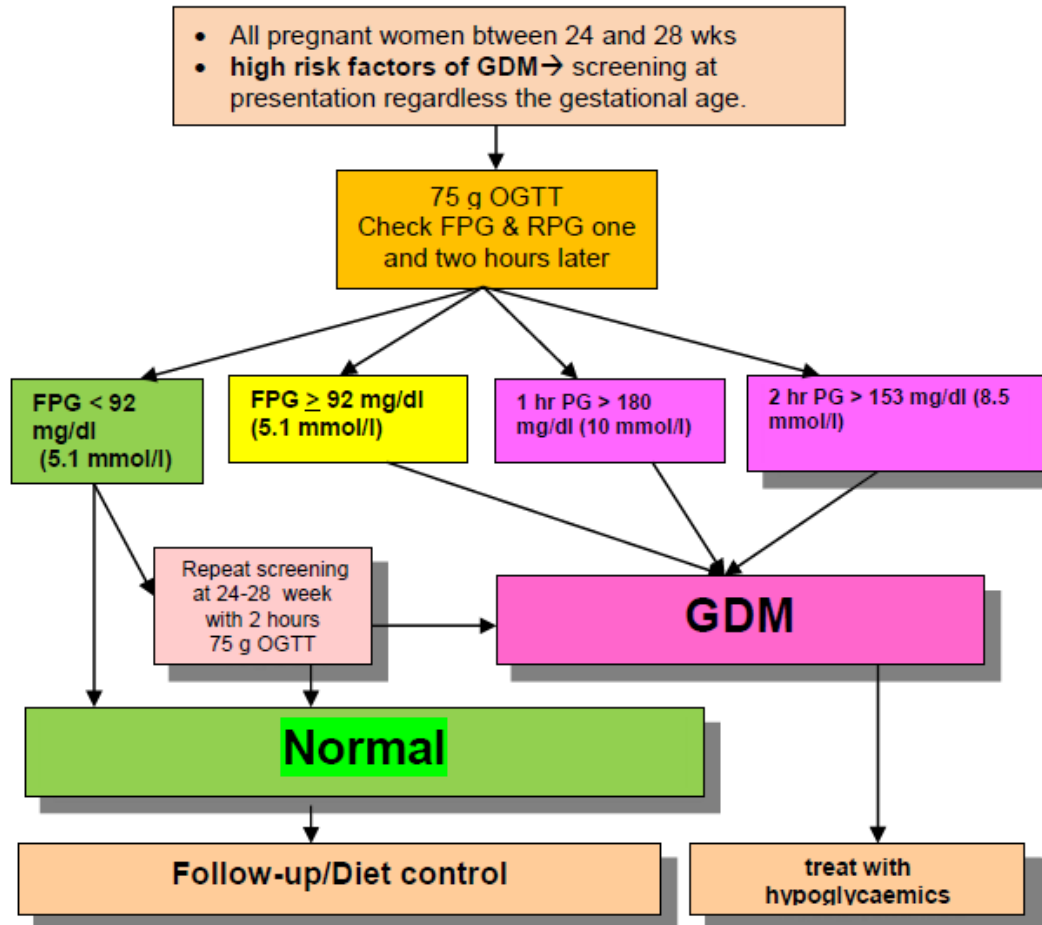 • All pregnant women btween 24 and 28 wks
• high risk factors of GDM→ screening at
presentation regardless the gestational age.
75 g OGTT
Check FPG & RPG one
and two hours later
FPG < 92
mg/dl
(5.1 mmol/l)
FPG ≥ 92 mg/dl
(5.1 mmol/l)
1 hr PG > 180
mg/dl (10 mmol/l)
2 hr PG > 153 mg/dl (8.5
mmol/l)
Repeat screening
at 24-28 week
with 2 hours
75 g OGTT
GDM
Normal
Follow-up/Diet control
treat with
hypoglycaemics